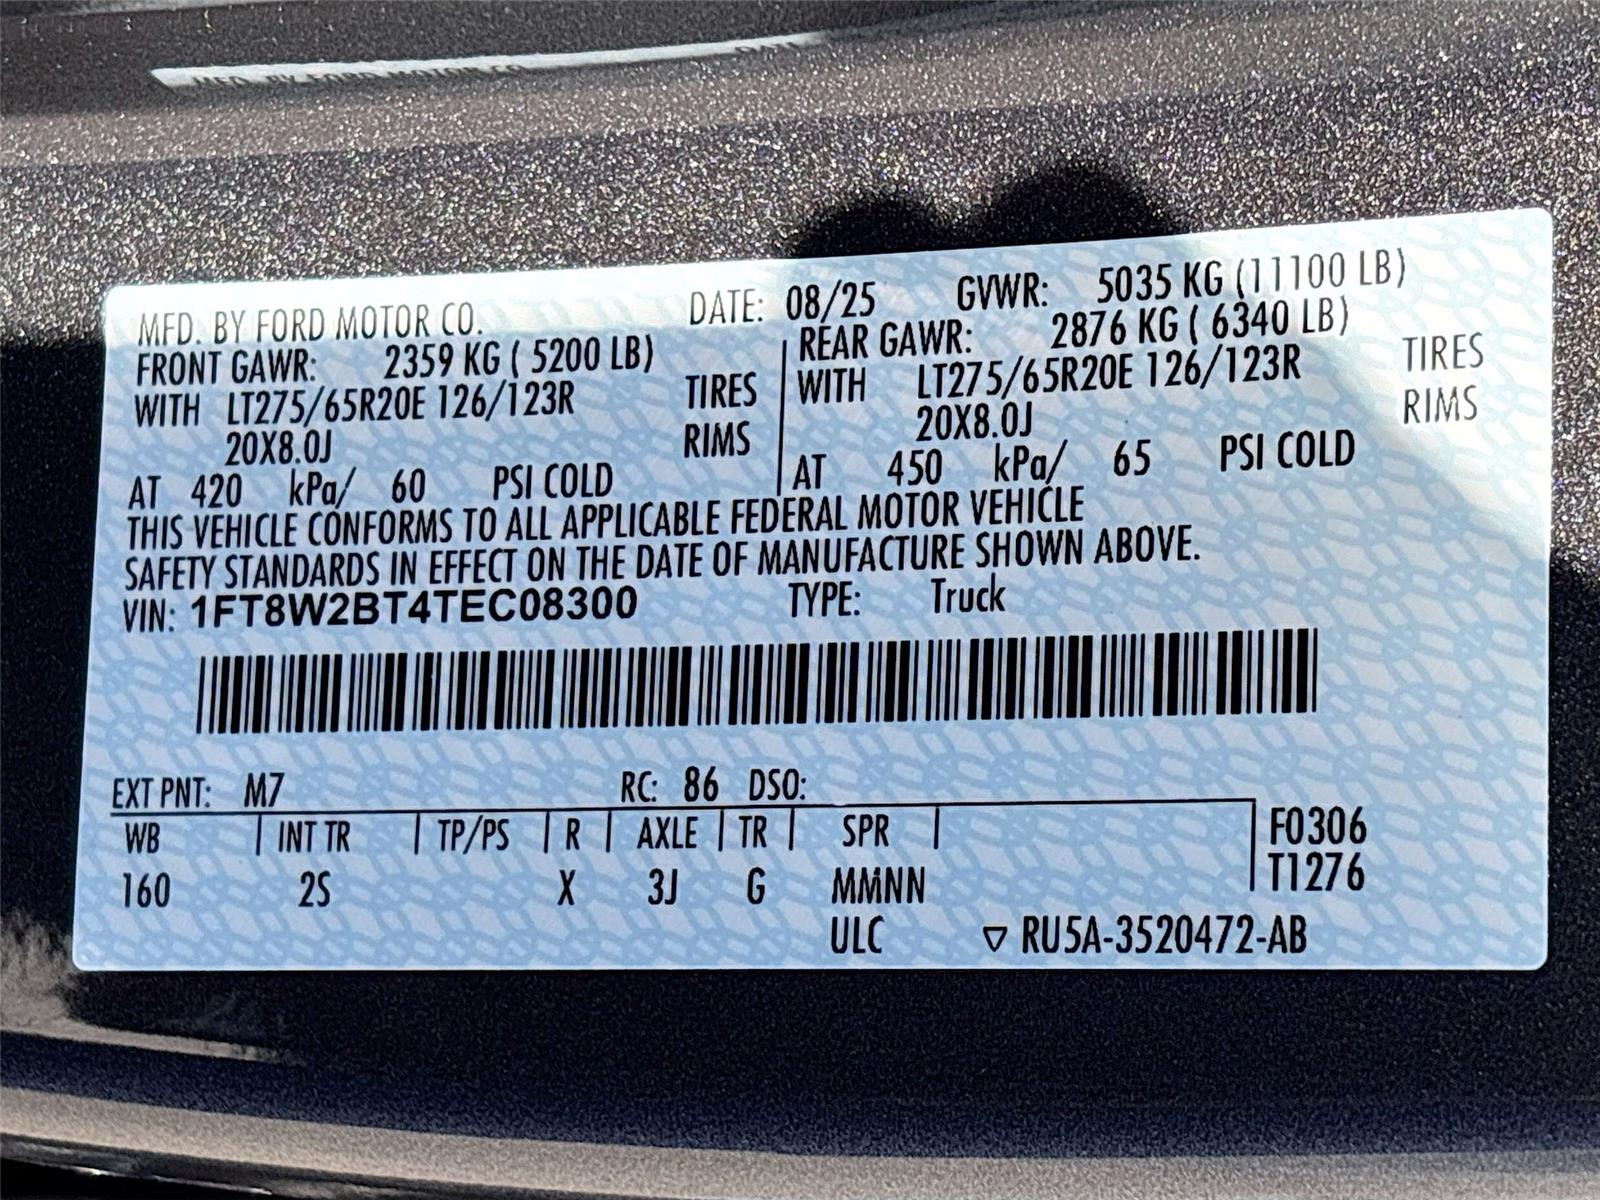 MFD. BY FORD MOTOR CO. DATE: 08/25 GVWR: 5035 KG (11100 LB)
FRONT GAWR: 2359 KG ( 5200 LB) REAR GAWR: 2876 KG ( 6340 LB)
WITH LT275/65R20E 126/123R TIRES WITH LT275/65R20E 126/123R TIRES
20X8.0J RIMS 20X8.0J RIMS
AT 420 kPa/ 60 PSI COLD AT 450 kPa/ 65 PSI COLD
THIS VEHICLE CONFORMS TO ALL APPLICABLE FEDERAL MOTOR VEHICLE
SAFETY STANDARDS IN EFFECT ON THE DATE OF MANUFACTURE SHOWN ABOVE.
VIN: 1FT8W2BT4TEC08300 TYPE: Truck
EXT PNT: M7 RC: 86 DSO:
WB INT TR TP/PS R AXLE TR SPR F0306
160 2S X 3J G MMiNN T1276
ULC ▽ RU5A-3520472-AB